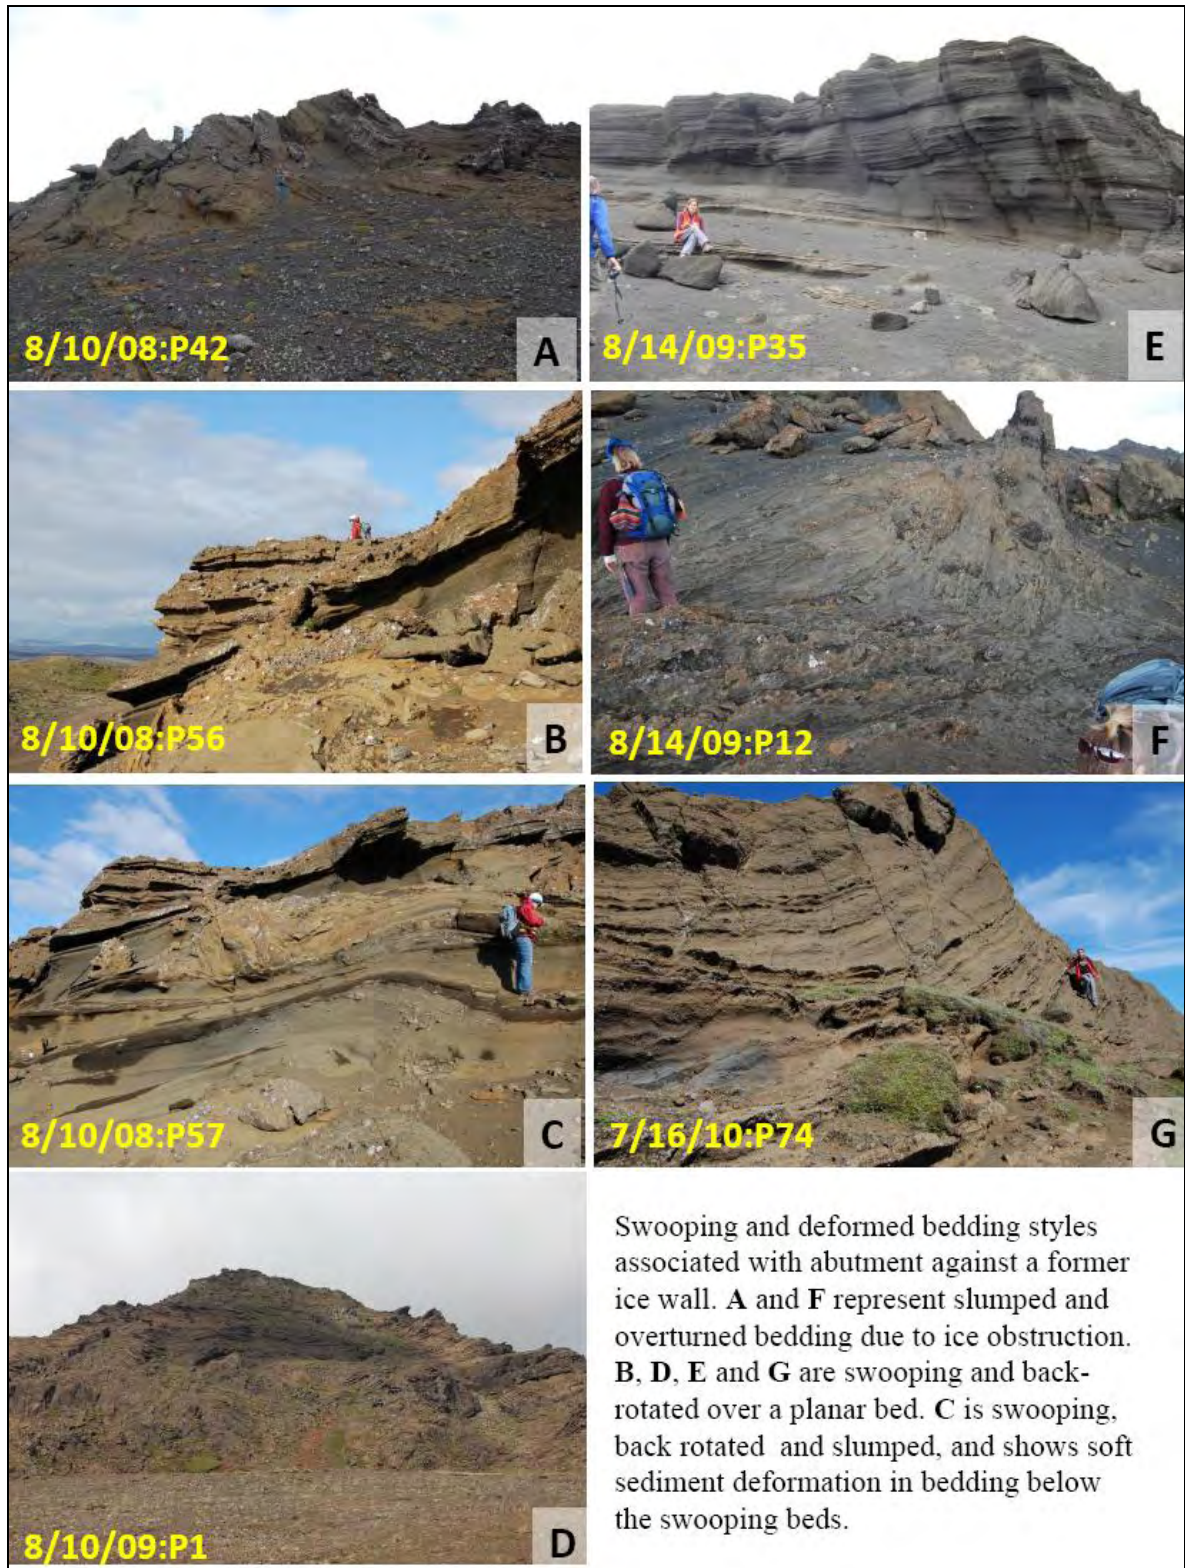 8/10/08:P42
A
8/14/09:P35
E
8/10/08:P56
B
8/14/09:P12
F
8/10/08:P57
C
7/16/10:P74
G
8/10/09:P1
D
Swooping and deformed bedding styles
associated with abutment against a former
ice wall. A and F represent slumped and
overturned bedding due to ice obstruction.
B, D, E and G are swooping and back-
rotated over a planar bed. C is swooping,
back rotated  and slumped, and shows soft
sediment deformation in bedding below
the swooping beds.